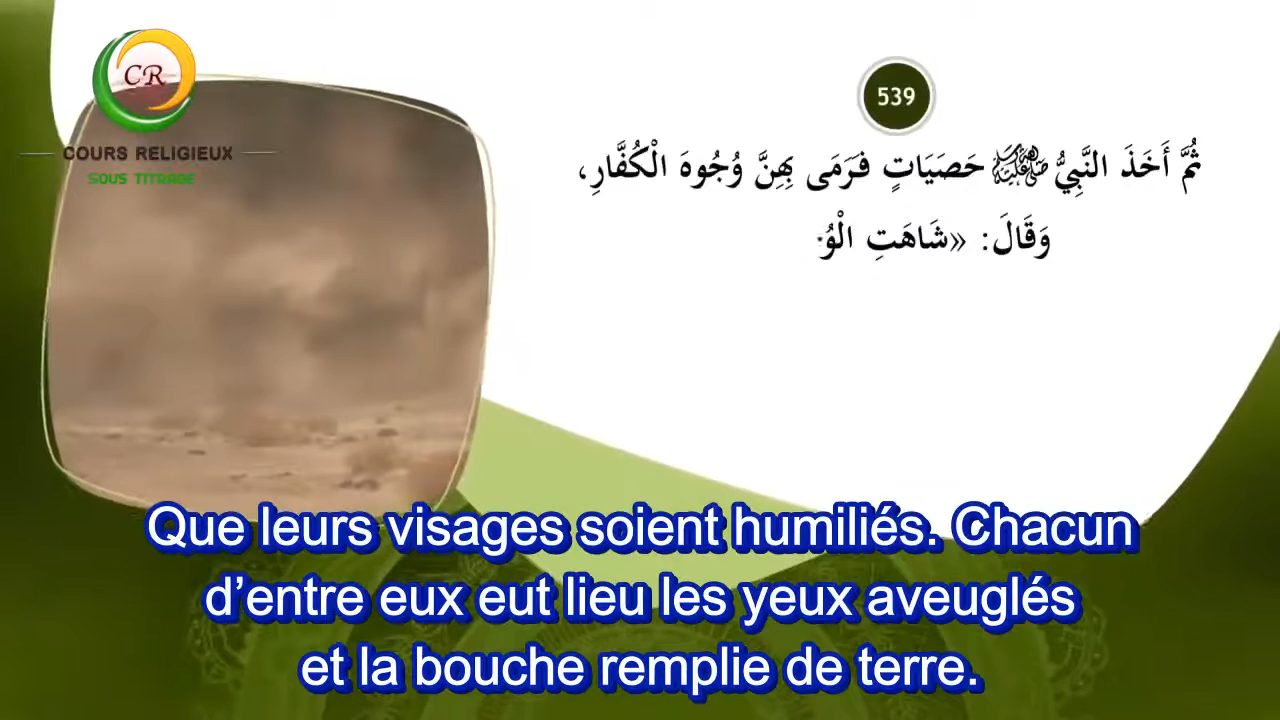 CR
COURS RELIGIEUX
SOUS TITRAGE
539
ثُمَّ أَخَذَ النَّبِيُّ ﷺ حَصَيَاتٍ فَرَمَى بِهِنَّ وُجُوهَ الْكُفَّارِ،
وَقَالَ: «شَاهَتِ الْوُ
Que leurs visages soient humiliés. Chacun
d’entre eux eut lieu les yeux aveuglés
et la bouche remplie de terre.